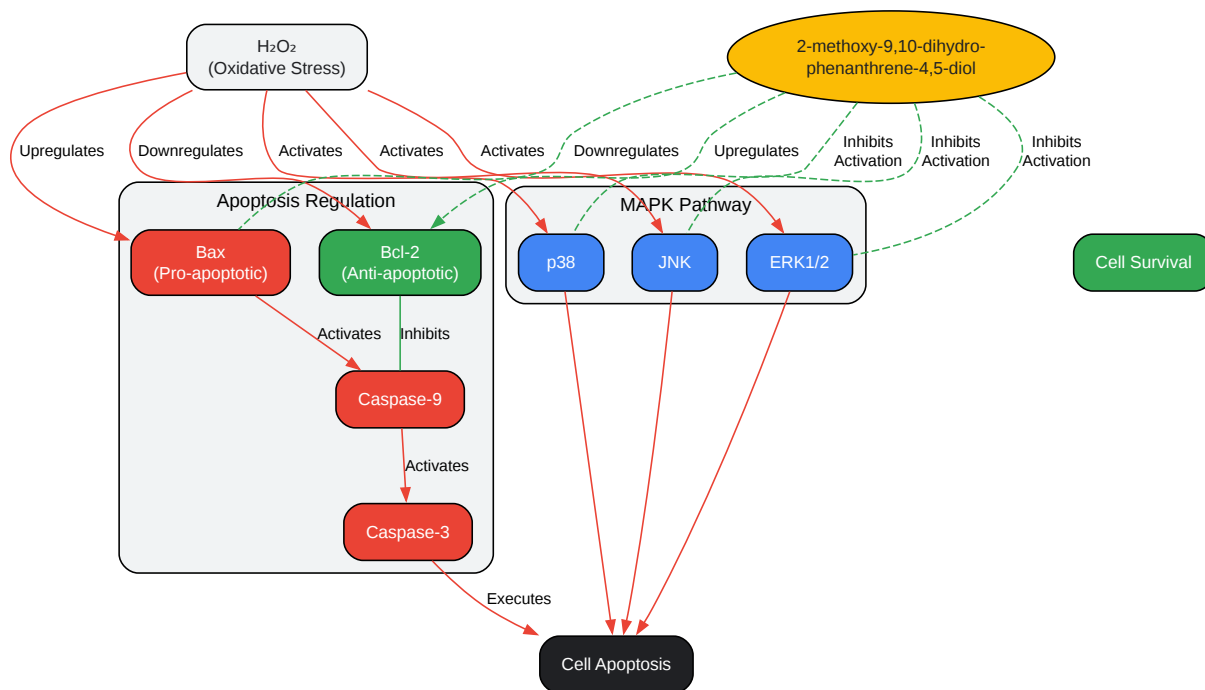 H₂O₂
(Oxidative Stress)
2-methoxy-9,10-dihydro-
phenanthrene-4,5-diol
Upregulates
Downregulates
Activates
Activates
Activates
Downregulates
Upregulates
Inhibits
Activation
Inhibits
Activation
Inhibits
Activation
Apoptosis Regulation
MAPK Pathway
Bax
(Pro-apoptotic)
Bcl-2
(Anti-apoptotic)
p38
JNK
ERK1/2
Cell Survival
Activates
Inhibits
Caspase-9
Activates
Caspase-3
Executes
Cell Apoptosis